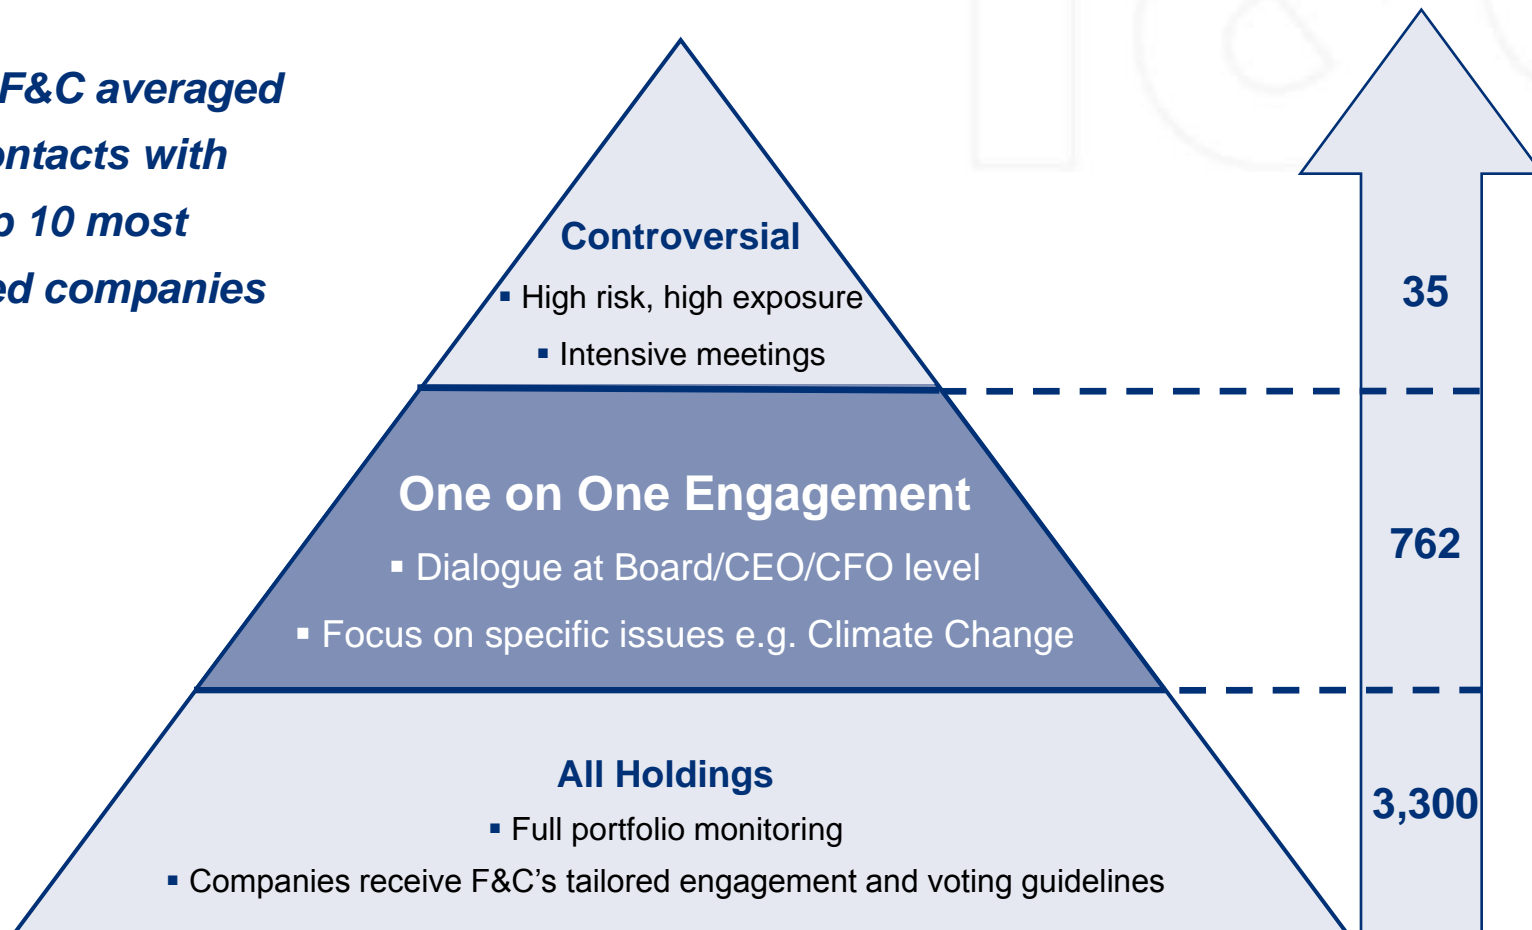 F&C averaged
with
10 most
companies
Controversial
▪ High risk, high exposure
▪ Intensive meetings
35
One on One Engagement
▪ Dialogue at Board/CEO/CFO level
▪ Focus on specific issues e.g. Climate Change
762
All Holdings
▪ Full portfolio monitoring
▪ Companies receive F&C's tailored engagement and voting guidelines
3,300